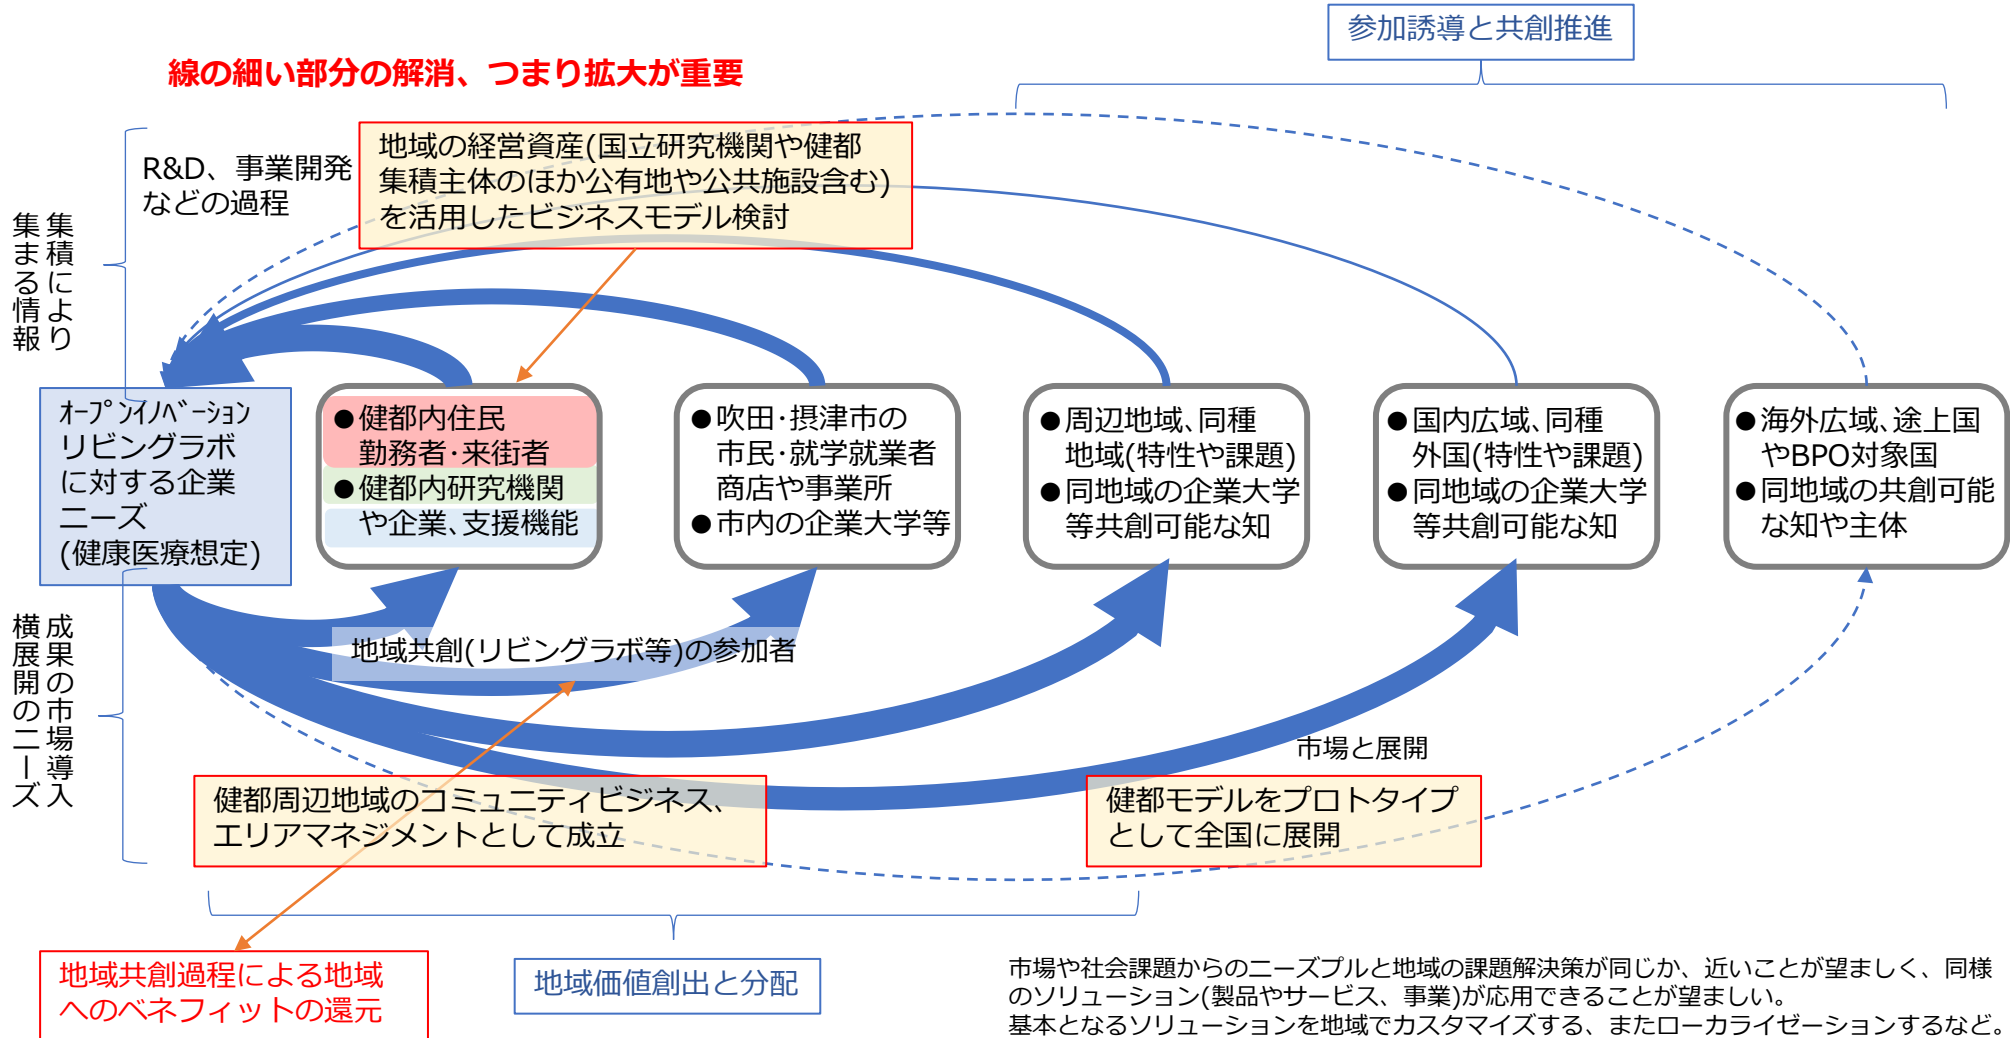 参加誘導と共創推進
線の細い部分の解消、つまり拡大が重要
R&D、事業開発
などの過程
地域の経営資産(国立研究機関や健都
集積主体のほか公有地や公共施設含む)
を活用したビジネスモデル検討
集積により
集まる情報
ｵｰﾌﾟﾝｲﾉﾍﾞｰｼｮﾝ
リビングラボ
に対する企業
ニーズ
(健康医療想定)
●健都内住民
勤務者･来街者
●健都内研究機関
や企業､支援機能
●吹田･摂津市の
市民･就学就業者
商店や事業所
●市内の企業大学等
●周辺地域､同種
地域(特性や課題)
●同地域の企業大学
等共創可能な知
●国内広域､同種
外国(特性や課題)
●同地域の企業大学
等共創可能な知
●海外広域､途上国
やBPO対象国
●同地域の共創可能
な知や主体
成果の市場導入
横展開のニーズ
地域共創(リビングラボ等)の参加者
市場と展開
健都周辺地域のコミュニティビジネス、
エリアマネジメントとして成立
健都モデルをプロトタイプ
として全国に展開
地域共創過程による地域
へのベネフィットの還元
地域価値創出と分配
市場や社会課題からのニーズプルと地域の課題解決策が同じか、近いことが望ましく、同様
のソリューション(製品やサービス、事業)が応用できることが望ましい。
基本となるソリューションを地域でカスタマイズする、またローカライゼーションするなど。